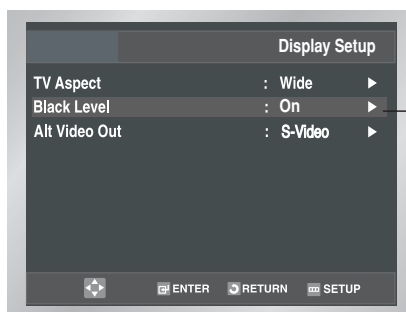 Display Setup
TV Aspect : Wide ▶
Black Level : On ▶
Alt Video Out : S-Video ▶
ENTER RETURN SETUP